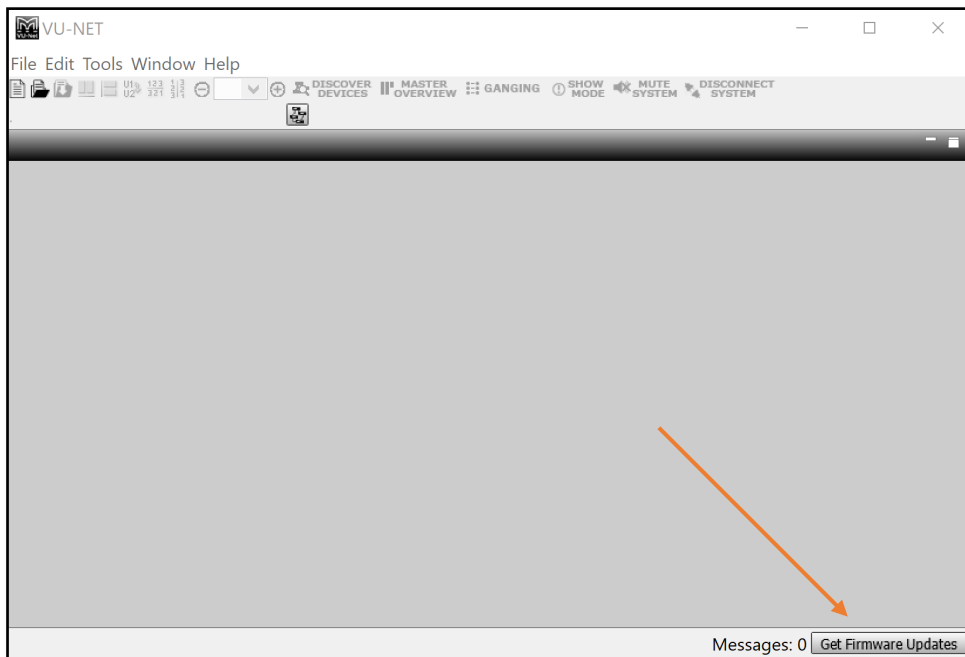 VU-NET
File Edit Tools Window Help
DISCOVER DEVICES MASTER OVERVIEW GANGING SHOW MODE MUTE SYSTEM DISCONNECT SYSTEM
Messages: 0 Get Firmware Updates